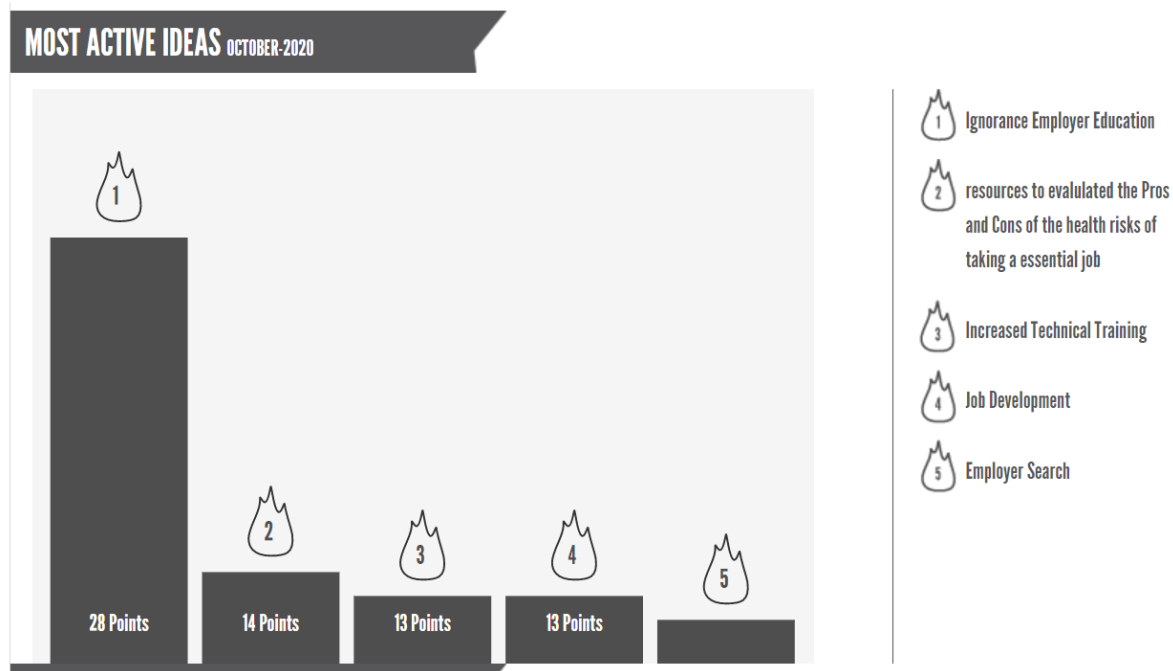 MOST ACTIVE IDEAS OCTOBER-2020
1
2
3
4
5
28 Points
14 Points
13 Points
13 Points
1 Ignorance Employer Education
2 resources to evalulated the Pros
and Cons of the health risks of
taking a essential job
3 Increased Technical Training
4 Job Development
5 Employer Search